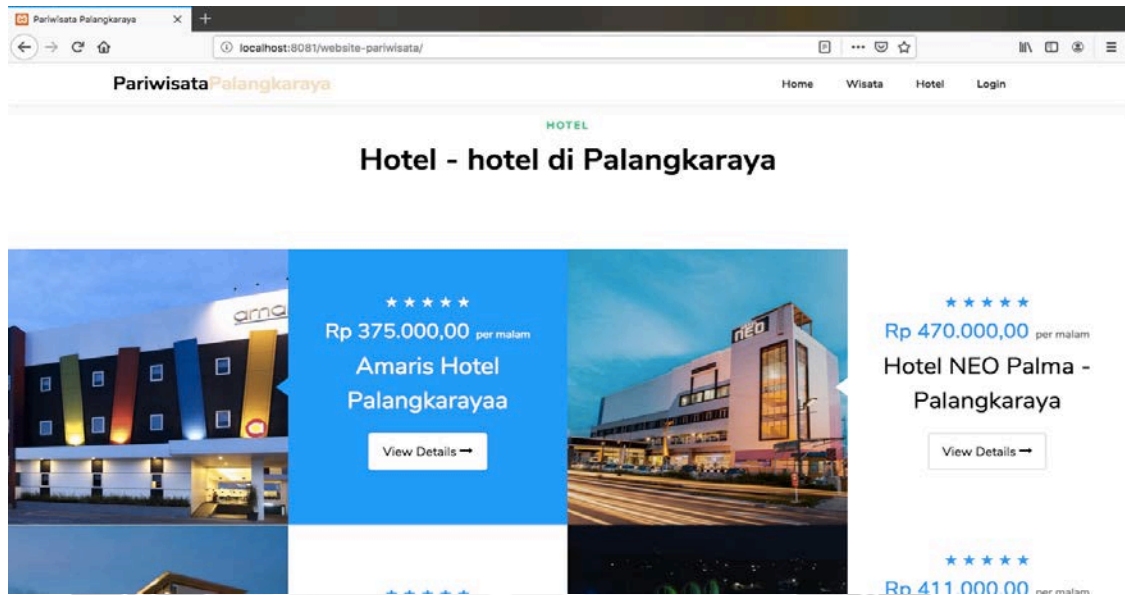 Pariwisata Palangkaraya
localhost:8081/website-pariwisata/
PariwisataPalangkaraya
Home Wisata Hotel Login
HOTEL
Hotel - hotel di Palangkaraya
ama
Rp 375.000,00 per malam
Amaris Hotel
Palangkarayaa
View Details
neo
Rp 470.000,00 per malam
Hotel NEO Palma -
Palangkaraya
View Details
Rp 411.000,00 per malam